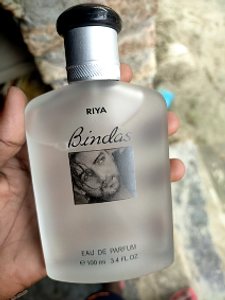 RIYA
Bindas
EAU DE PARFUM
℮ 100 ml 3.4 FL. OZ